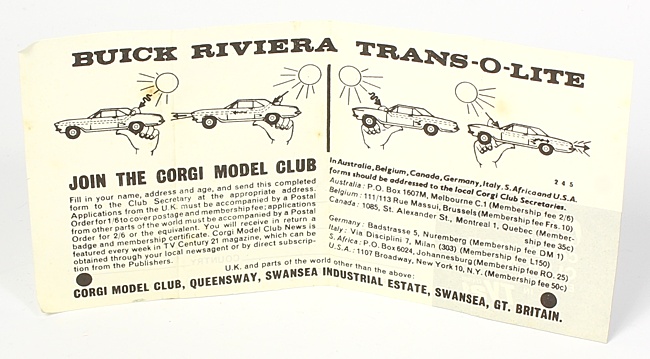 BUICK RIVIERA TRANS-O-LITE
JOIN THE CORGI MODEL CLUB
Fill in your name, address and age, and send this completed
form to the Club Secretary at the appropriate address.
Applications from the U.K. must be accompanied by a Postal
Order for 1/6 to cover postage and membership fee; applications
from other parts of the world must be accompanied by a Postal
Order for 2/6 or the equivalent. You will receive in return a
badge and membership certificate. Corgi Model Club News is
featured every week in TV Century 21 magazine, which can be
obtained through your local newsagent or by direct subscrip-
tion from the Publishers.
2 4 5
In Australia, Belgium, Canada, Germany, Italy, S. Africa and U.S.A.
forms should be addressed to the local Corgi Club Secretaries.
Australia: P.O. Box 1607M, Melbourne C.1 (Membership fee 2/6)
Belgium: 111/113 Rue Massui, Brussels (Membership fee Frs. 10)
Canada: 1085, St. Alexander St., Montreal 1, Quebec (Member-
ship fee 35c)
Germany: Badstrasse 5, Nuremberg (Membership fee DM 1)
Italy: Via Disciplini 7, Milan (303) (Membership fee L150)
S. Africa: P.O. Box 6024, Johannesburg (Membership fee RO. 25)
U.S.A.: 1107 Broadway, New York 10, N.Y. (Membership fee 50c)
U.K. and parts of the world other than the above:
CORGI MODEL CLUB, QUEENSWAY, SWANSEA INDUSTRIAL ESTATE, SWANSEA, GT. BRITAIN.